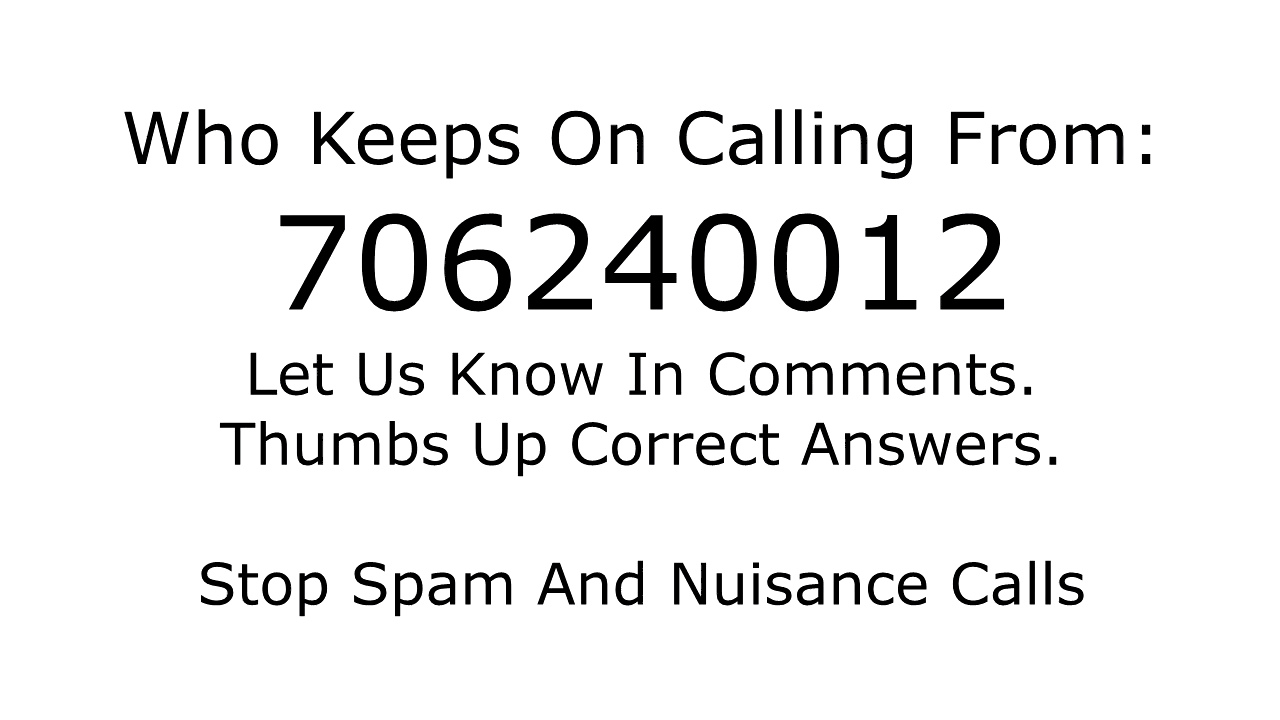 Who Keeps On Calling From:
706240012
Let Us Know In Comments.
Thumbs Up Correct Answers.
Stop Spam And Nuisance Calls